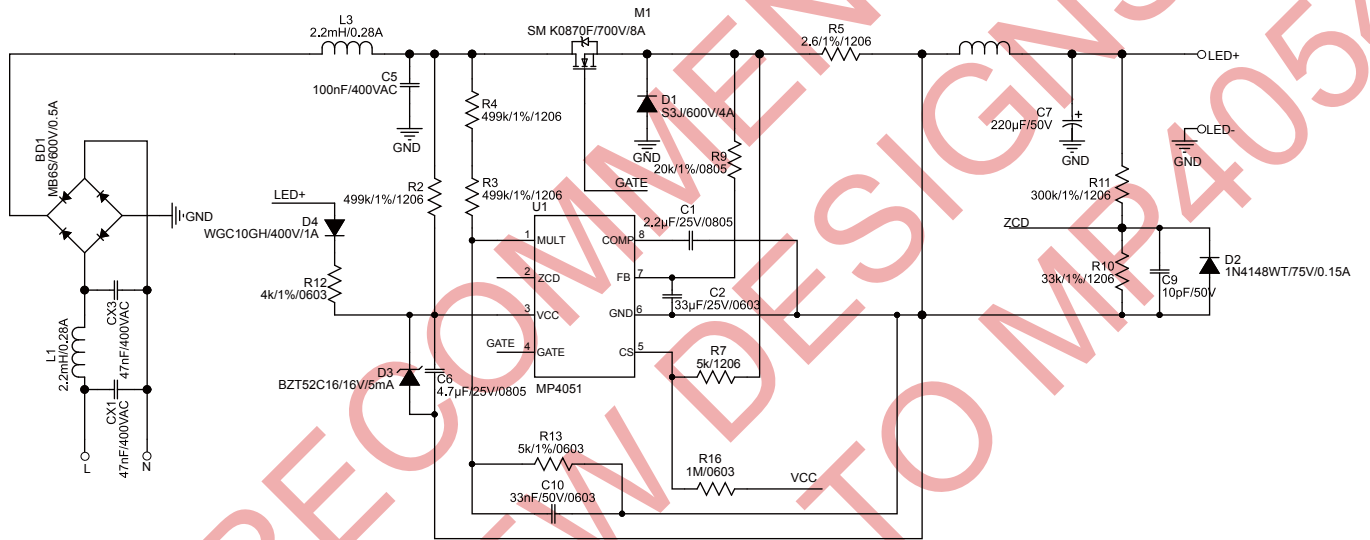 M1
SM K0870F/700V/8A
L3
2.2mH/0.28A
R5
2.6/1%/1206
LED+
C5
100nF/400VAC
GND
R4
499k/1%/1206
D1
S3J/600V/4A
GND
R9
20k/1%/0805
GATE
C7
220µF/50V
+
GND
LED-
GND
BD1
MB6S/600V/0.5A
GND
R2
499k/1%/1206
R3
499k/1%/1206
R11
300k/1%/1206
LED+
D4
WGC10GH/400V/1A
R12
4k/1%/0603
U1
1
MULT
2
ZCD
3
VCC
4
GATE
COMP
8
FB
7
GND
6
CS
5
MP4051
GATE
C1
2.2µF/25V/0805
C2
33µF/25V/0603
ZCD
R10
33k/1%/1206
C9
10pF/50V
D2
1N4148WT/75V/0.15A
CX3
47nF/400VAC
L1
2.2mH/0.28A
CX1
47nF/400VAC
L
N
D3
BZT52C16/16V/5mA
C6
4.7µF/25V/0805
R7
5k/1206
R13
5k/1%/0603
C10
33nF/50V/0603
R16
1M/0603
VCC
RECOMMEN
EW DESIGNS
TO MP4054